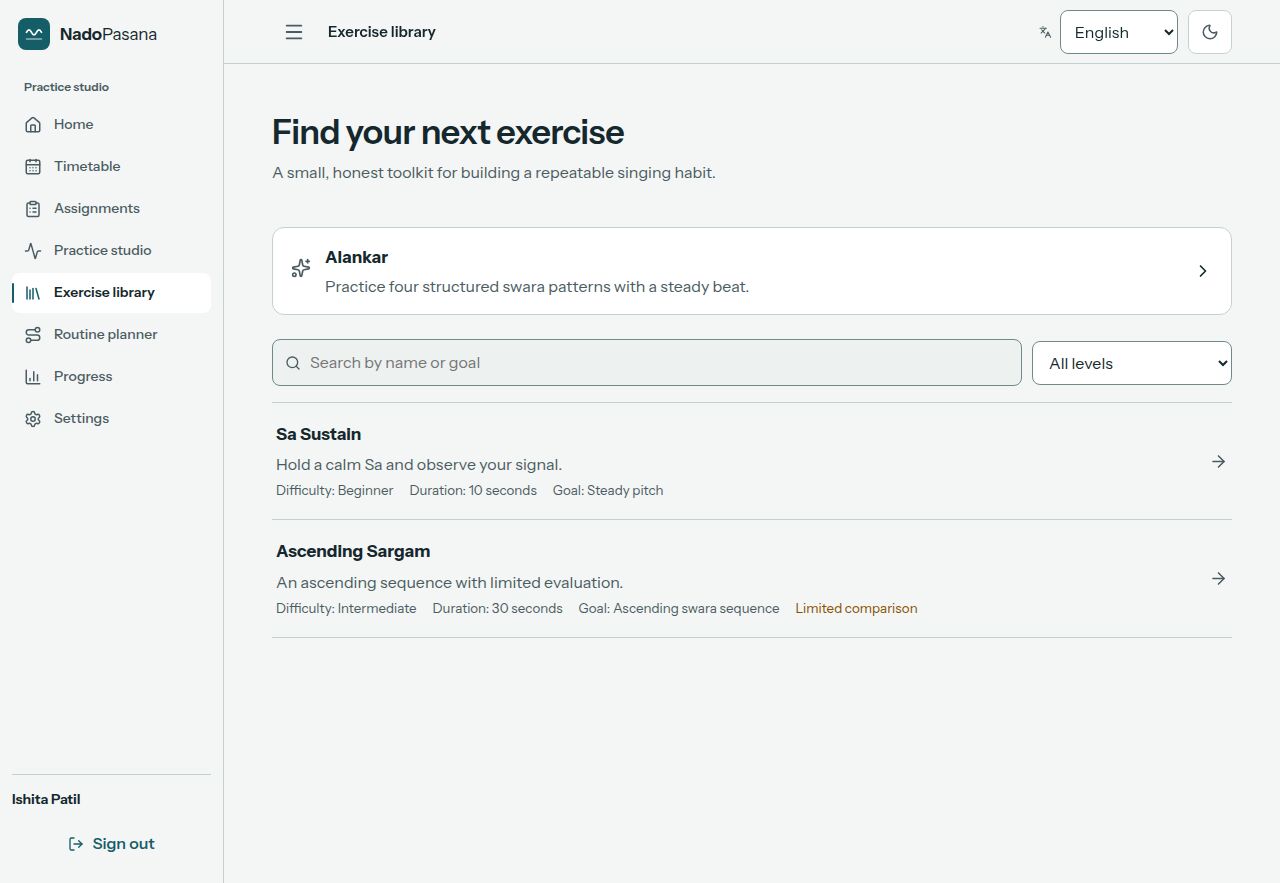 NadoPasana
Practice studio
Home
Timetable
Assignments
Practice studio
Exercise library
Routine planner
Progress
Settings
Ishita Patil
Sign out
Exercise library
English
Find your next exercise
A small, honest toolkit for building a repeatable singing habit.
Alankar
Practice four structured swara patterns with a steady beat.
Search by name or goal
All levels
Sa Sustain
Hold a calm Sa and observe your signal.
Difficulty: Beginner Duration: 10 seconds Goal: Steady pitch
Ascending Sargam
An ascending sequence with limited evaluation.
Difficulty: Intermediate Duration: 30 seconds Goal: Ascending swara sequence Limited comparison